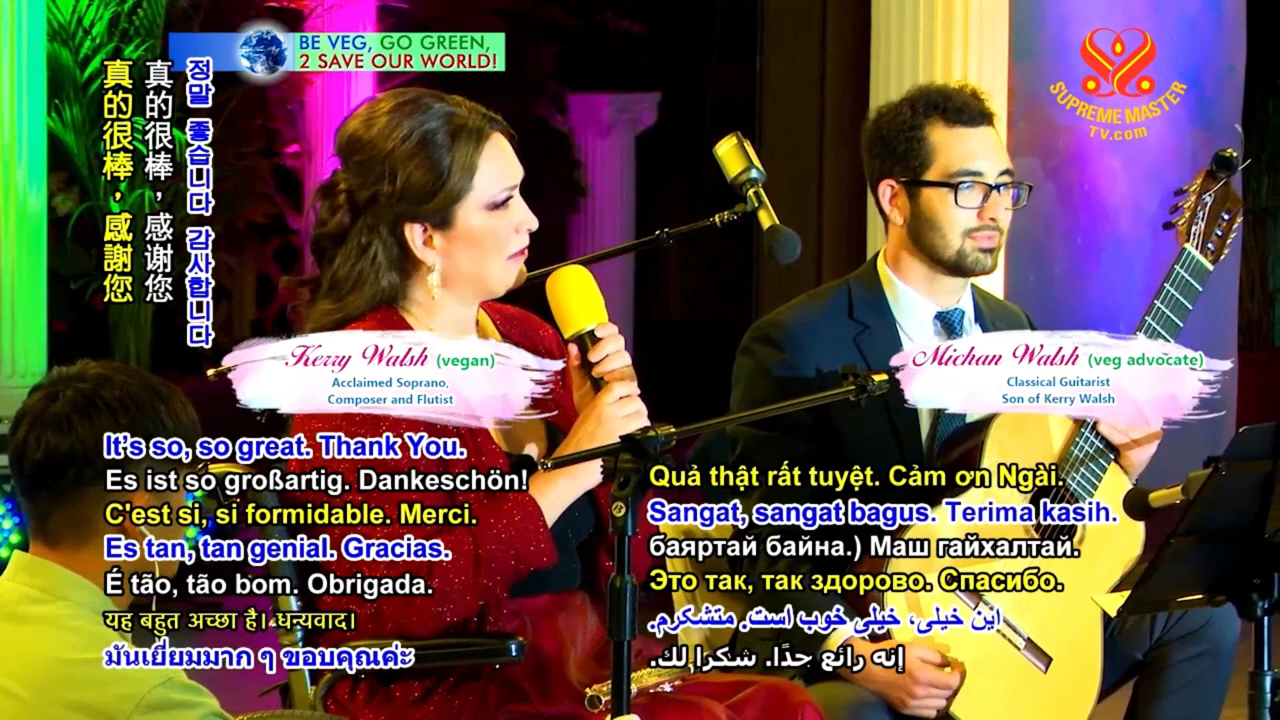 BE VEG, GO GREEN,
2 SAVE OUR WORLD!
SUPREME MASTER
TV.com
真的很棒，感謝您
真的很棒，感谢您
정말 좋습니다 감사합니다
Kerry Walsh (vegan)
Acclaimed Soprano,
Composer and Flutist
Michan Walsh (veg advocate)
Classical Guitarist
Son of Kerry Walsh
It's so, so great. Thank You.
Es ist so großartig. Dankeschön!
C'est si, si formidable. Merci.
Es tan, tan genial. Gracias.
É tão, tão bom. Obrigada.
यह बहुत अच्छा है। धन्यवाद।
มันเยี่ยมมาก ๆ ขอบคุณค่ะ
Quả thật rất tuyệt. Cảm ơn Ngài.
Sangat, sangat bagus. Terima kasih.
баяртай байна.) Маш гайхалтай.
Это так, так здорово. Спасибо.
این خیلی، خیلی خوب است. متشکرم.
إنه رائع جدًا. شكرا لك.